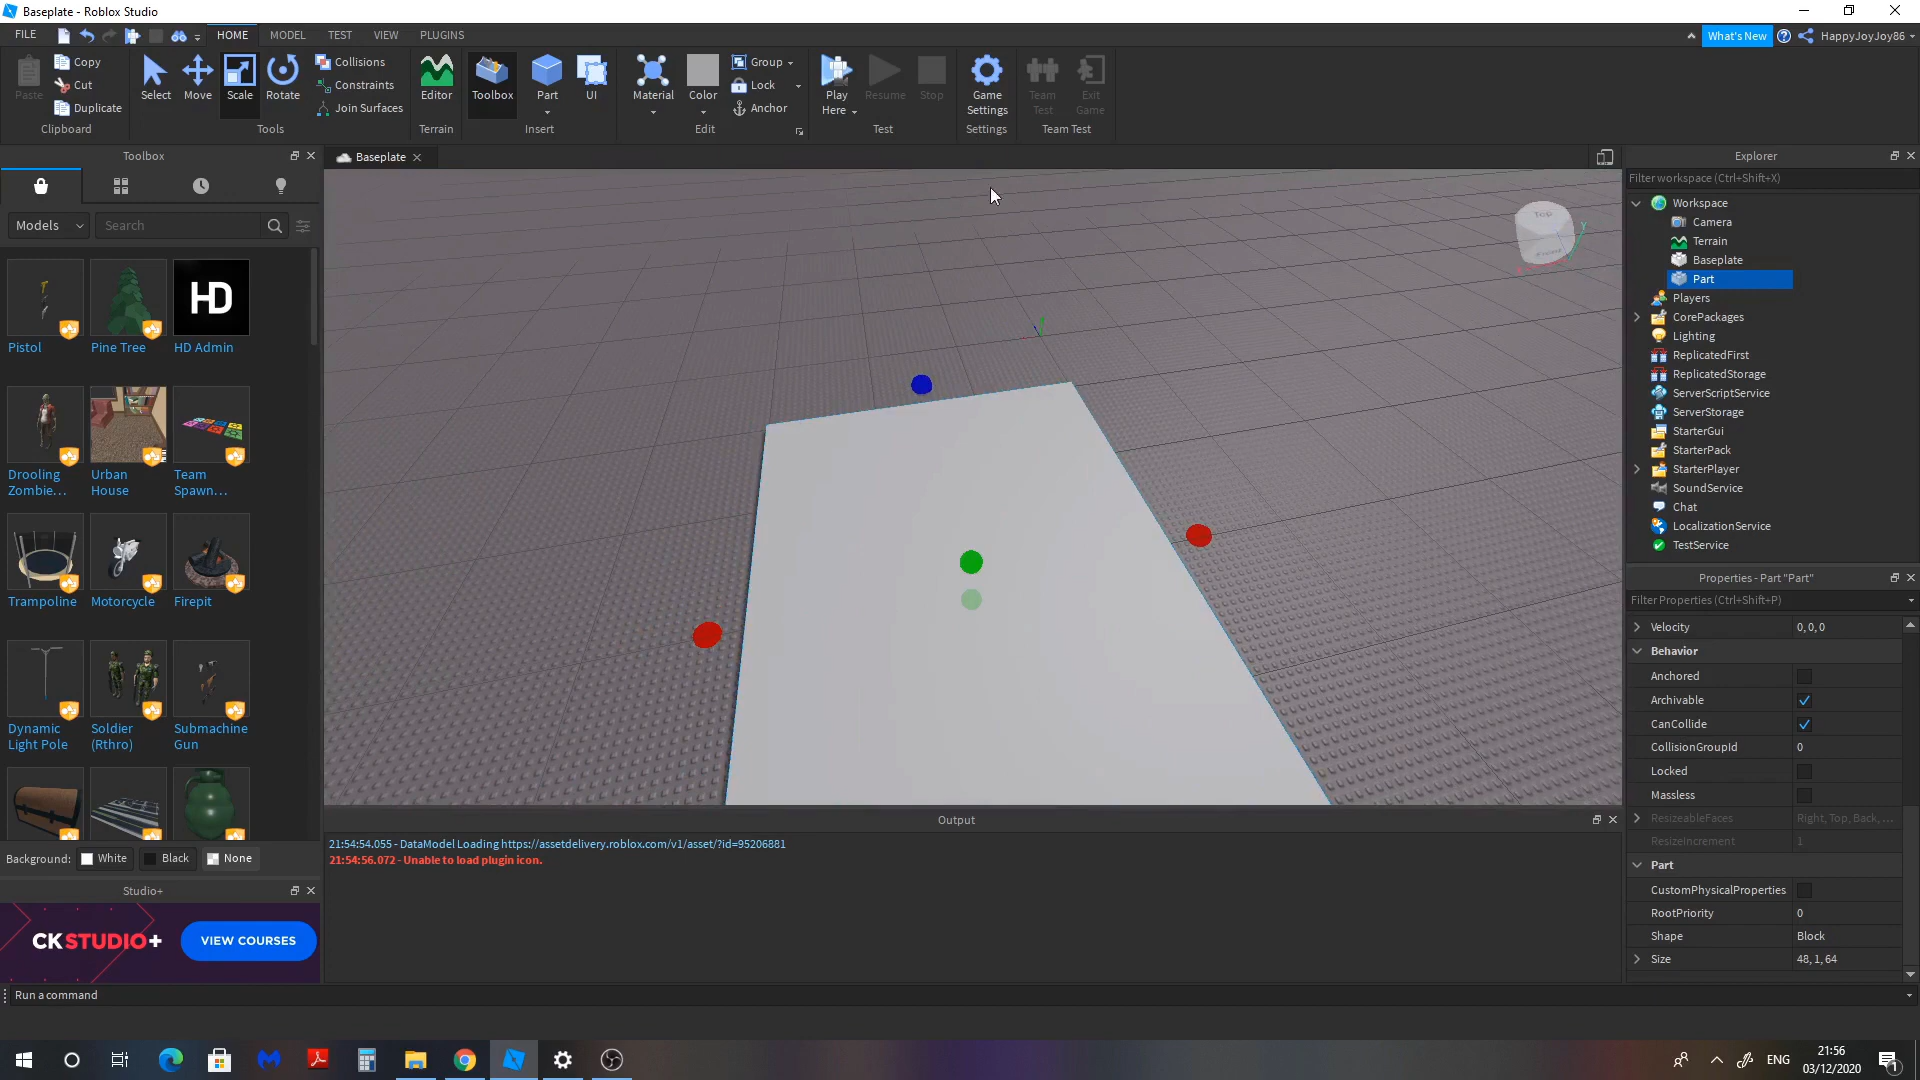 Baseplate - Roblox Studio
FILE HOME MODEL TEST VIEW PLUGINS What's New HappyJoyJoy86
Paste Copy Cut Duplicate
Clipboard
Select Move Scale Rotate
Collisions Constraints Join Surfaces
Tools
Editor
Terrain
Toolbox Part UI
Insert
Material Color Group Lock Anchor
Edit
Play Here Resume Stop
Test
Game Settings
Settings
Team Test Exit Game
Team Test
Toolbox
Models Search
HD
Pistol Pine Tree HD Admin
Drooling Zombie... Urban House Team Spawn...
Trampoline Motorcycle Firepit
Dynamic Light Pole Soldier (Rthro) Submachine Gun
Background: White Black None
Studio+
CKSTUDIO+ VIEW COURSES
Run a command
Baseplate
Top
Y
Output
21:54:54.055 - DataModel Loading https://assetdelivery.roblox.com/v1/asset/?id=95206881
21:54:56.072 - Unable to load plugin icon.
Explorer
Filter workspace (Ctrl+Shift+X)
Workspace
Camera
Terrain
Baseplate
Part
Players
CorePackages
Lighting
ReplicatedFirst
ReplicatedStorage
ServerScriptService
ServerStorage
StarterGui
StarterPack
StarterPlayer
SoundService
Chat
LocalizationService
TestService
Properties - Part "Part"
Filter Properties (Ctrl+Shift+P)
Velocity 0, 0, 0
Behavior
Anchored
Archivable
CanCollide
CollisionGroupId 0
Locked
Massless
ResizeableFaces Right, Top, Back, ...
ResizeIncrement 1
Part
CustomPhysicalProperties
RootPriority 0
Shape Block
Size 48, 1, 64
ENG
21:56
03/12/2020
1